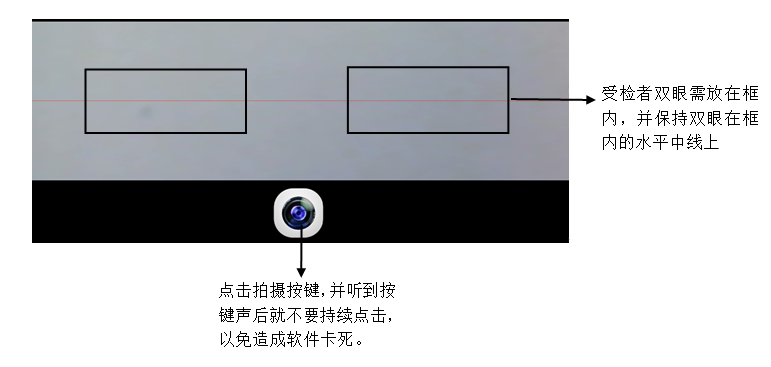 受检者双眼需放在框
内，并保持双眼在框
内的水平中线上
点击拍摄按键，并听到按
键声后就不要持续点击，
以免造成软件卡死。